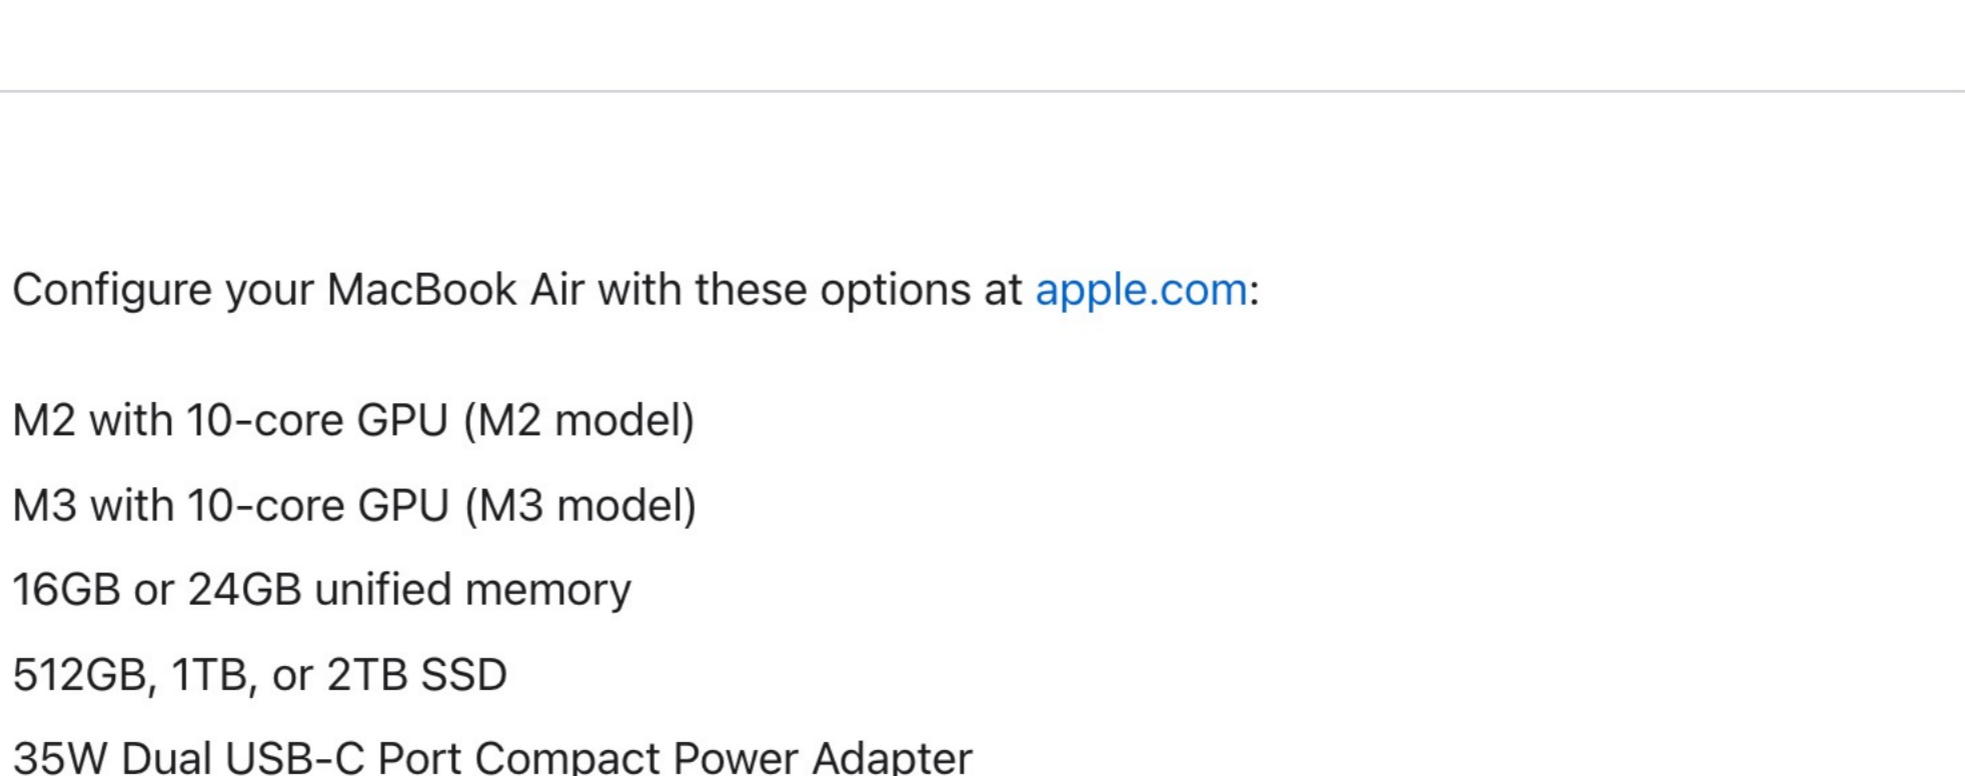 Configure your MacBook Air with these options at apple.com:
M2 with 10-core GPU (M2 model)
M3 with 10-core GPU (M3 model)
16GB or 24GB unified memory
512GB, 1TB, or 2TB SSD
35W Dual USB-C Port Compact Power Adapter